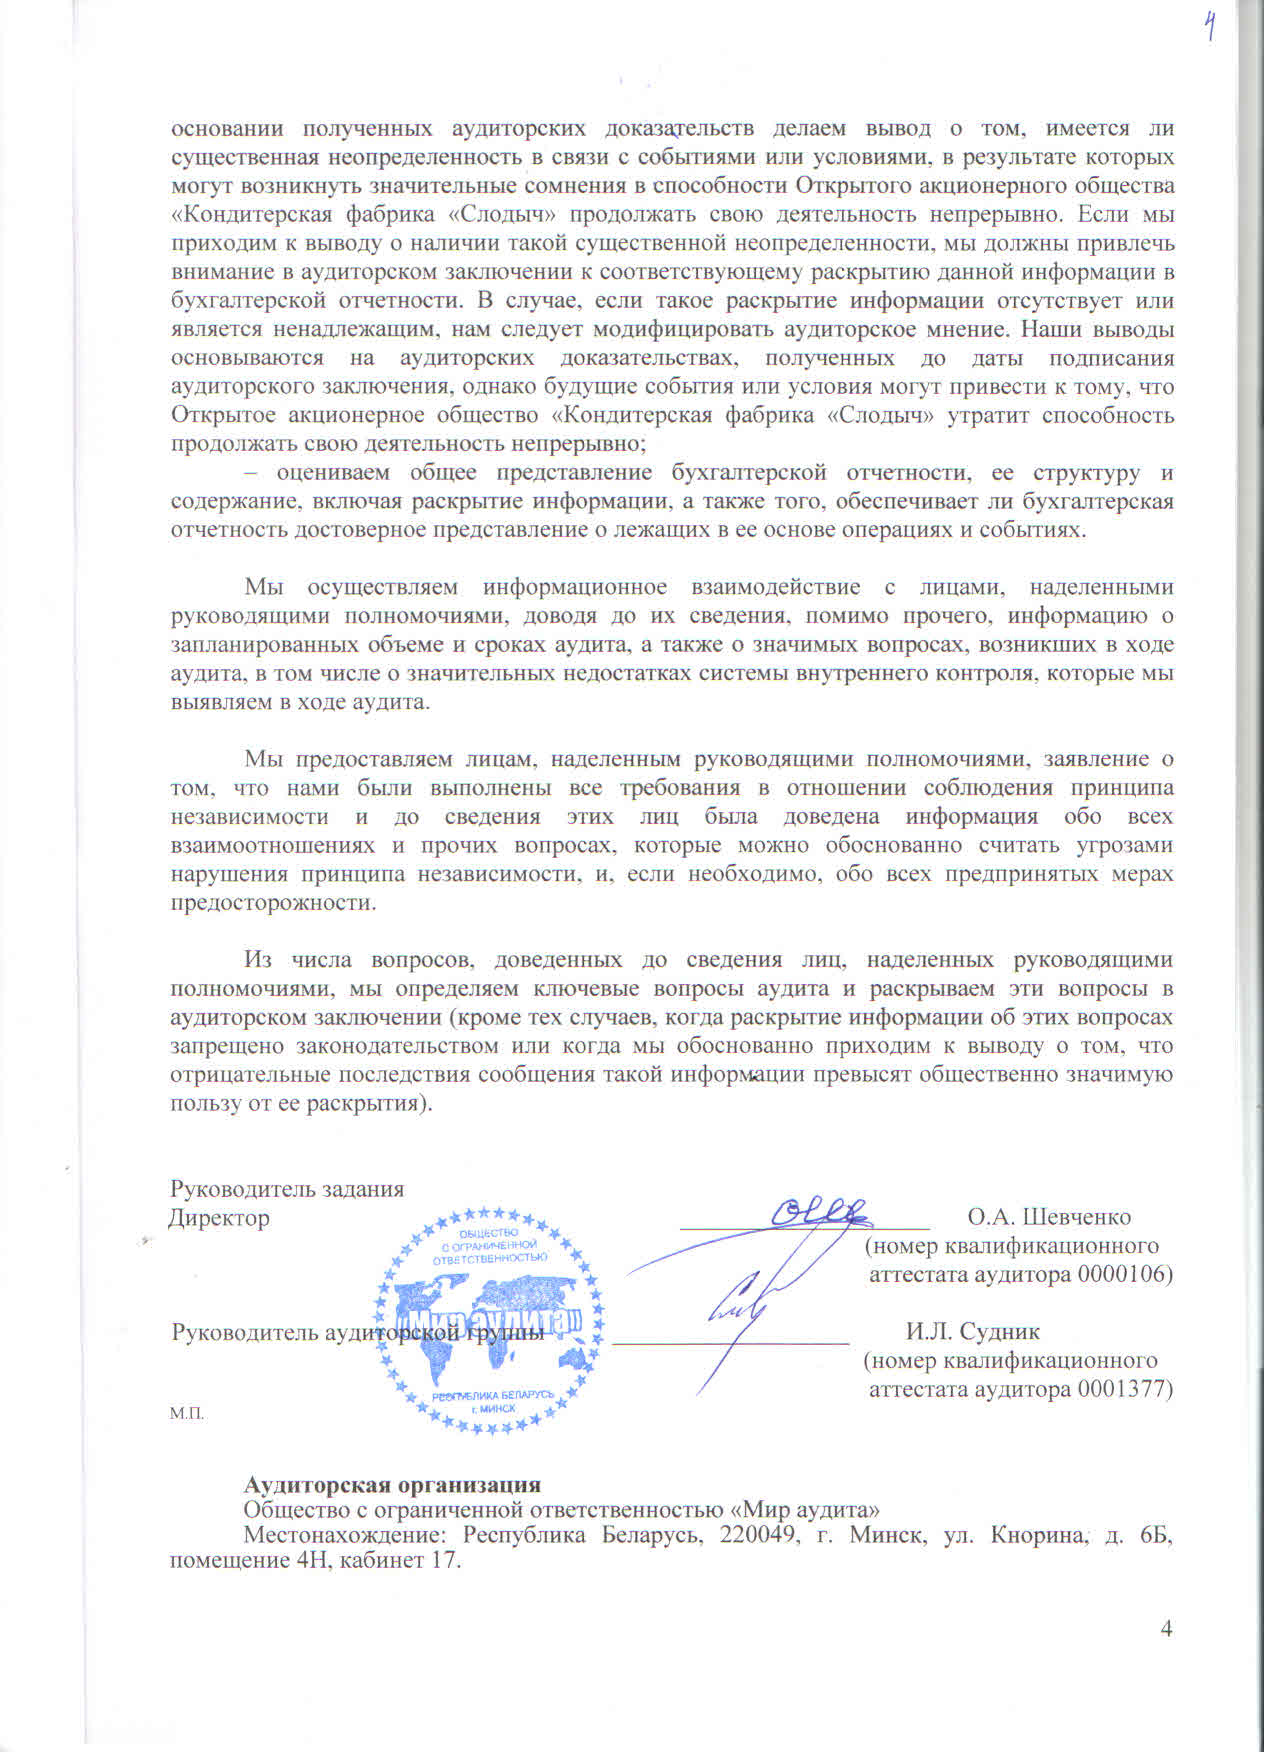 4
основании полученных аудиторских доказательств делаем вывод о том, имеется ли
существенная неопределенность в связи с событиями или условиями, в результате которых
могут возникнуть значительные сомнения в способности Открытого акционерного общества
«Кондитерская фабрика «Слодыч» продолжать свою деятельность непрерывно. Если мы
приходим к выводу о наличии такой существенной неопределенности, мы должны привлечь
внимание в аудиторском заключении к соответствующему раскрытию данной информации в
бухгалтерской отчетности. В случае, если такое раскрытие информации отсутствует или
является ненадлежащим, нам следует модифицировать аудиторское мнение. Наши выводы
основываются на аудиторских доказательствах, полученных до даты подписания
аудиторского заключения, однако будущие события или условия могут привести к тому, что
Открытое акционерное общество «Кондитерская фабрика «Слодыч» утратит способность
продолжать свою деятельность непрерывно;
– оцениваем общее представление бухгалтерской отчетности, ее структуру и
содержание, включая раскрытие информации, а также того, обеспечивает ли бухгалтерская
отчетность достоверное представление о лежащих в ее основе операциях и событиях.
Мы осуществляем информационное взаимодействие с лицами, наделенными
руководящими полномочиями, доводя до их сведения, помимо прочего, информацию о
запланированных объеме и сроках аудита, а также о значимых вопросах, возникших в ходе
аудита, в том числе о значительных недостатках системы внутреннего контроля, которые мы
выявляем в ходе аудита.
Мы предоставляем лицам, наделенным руководящими полномочиями, заявление о
том, что нами были выполнены все требования в отношении соблюдения принципа
независимости и до сведения этих лиц была доведена информация обо всех
взаимоотношениях и прочих вопросах, которые можно обоснованно считать угрозами
нарушения принципа независимости, и, если необходимо, обо всех предпринятых мерах
предосторожности.
Из числа вопросов, доведенных до сведения лиц, наделенных руководящими
полномочиями, мы определяем ключевые вопросы аудита и раскрываем эти вопросы в
аудиторском заключении (кроме тех случаев, когда раскрытие информации об этих вопросах
запрещено законодательством или когда мы обоснованно приходим к выводу о том, что
отрицательные последствия сообщения такой информации превысят общественно значимую
пользу от ее раскрытия).
Руководитель задания
Директор О.А. Шевченко
(номер квалификационного
аттестата аудитора 0000106)
ОБЩЕСТВО
С ОГРАНИЧЕННОЙ
ОТВЕТСТВЕННОСТЬЮ
«Мир аудита»
РЕСПУБЛИКА БЕЛАРУСЬ
г. МИНСК
Руководитель аудиторской группы И.Л. Судник
(номер квалификационного
аттестата аудитора 0001377)
М.П.
Аудиторская организация
Общество с ограниченной ответственностью «Мир аудита»
Местонахождение: Республика Беларусь, 220049, г. Минск, ул. Кнорина, д. 6Б,
помещение 4Н, кабинет 17.
4